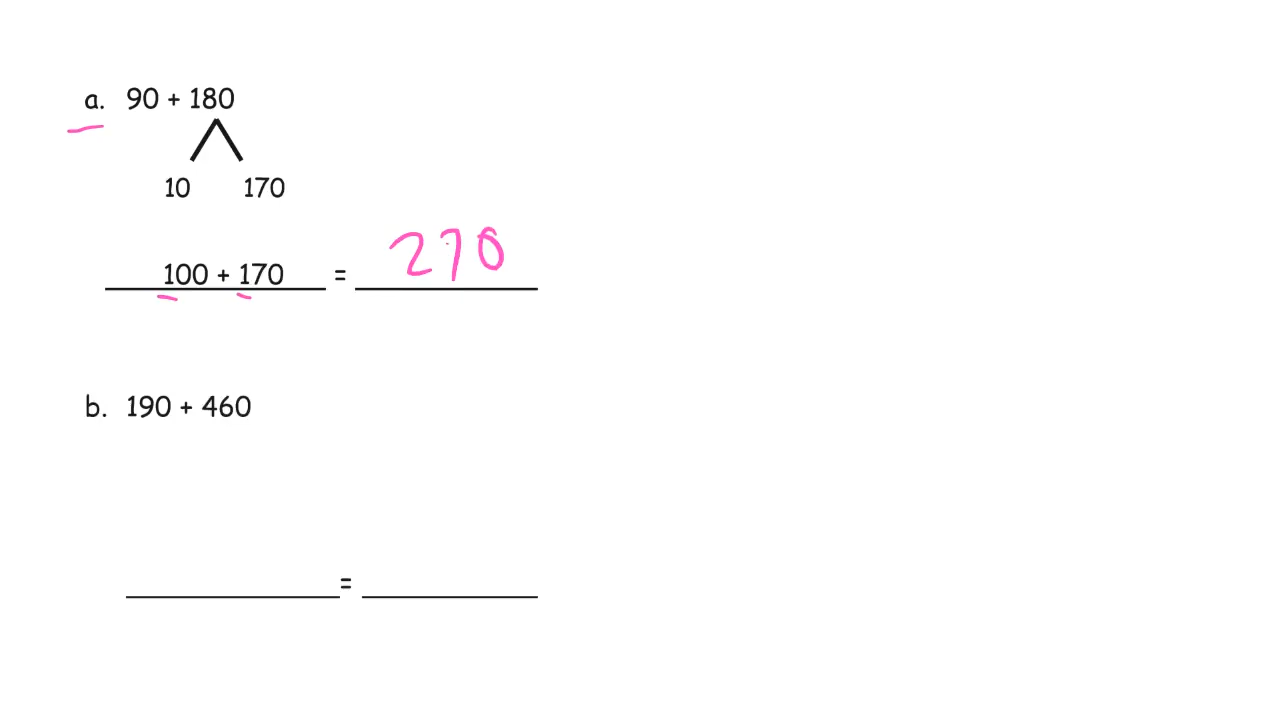 a. 90 + 180
10 170
100 + 170 = 270
b. 190 + 460
=